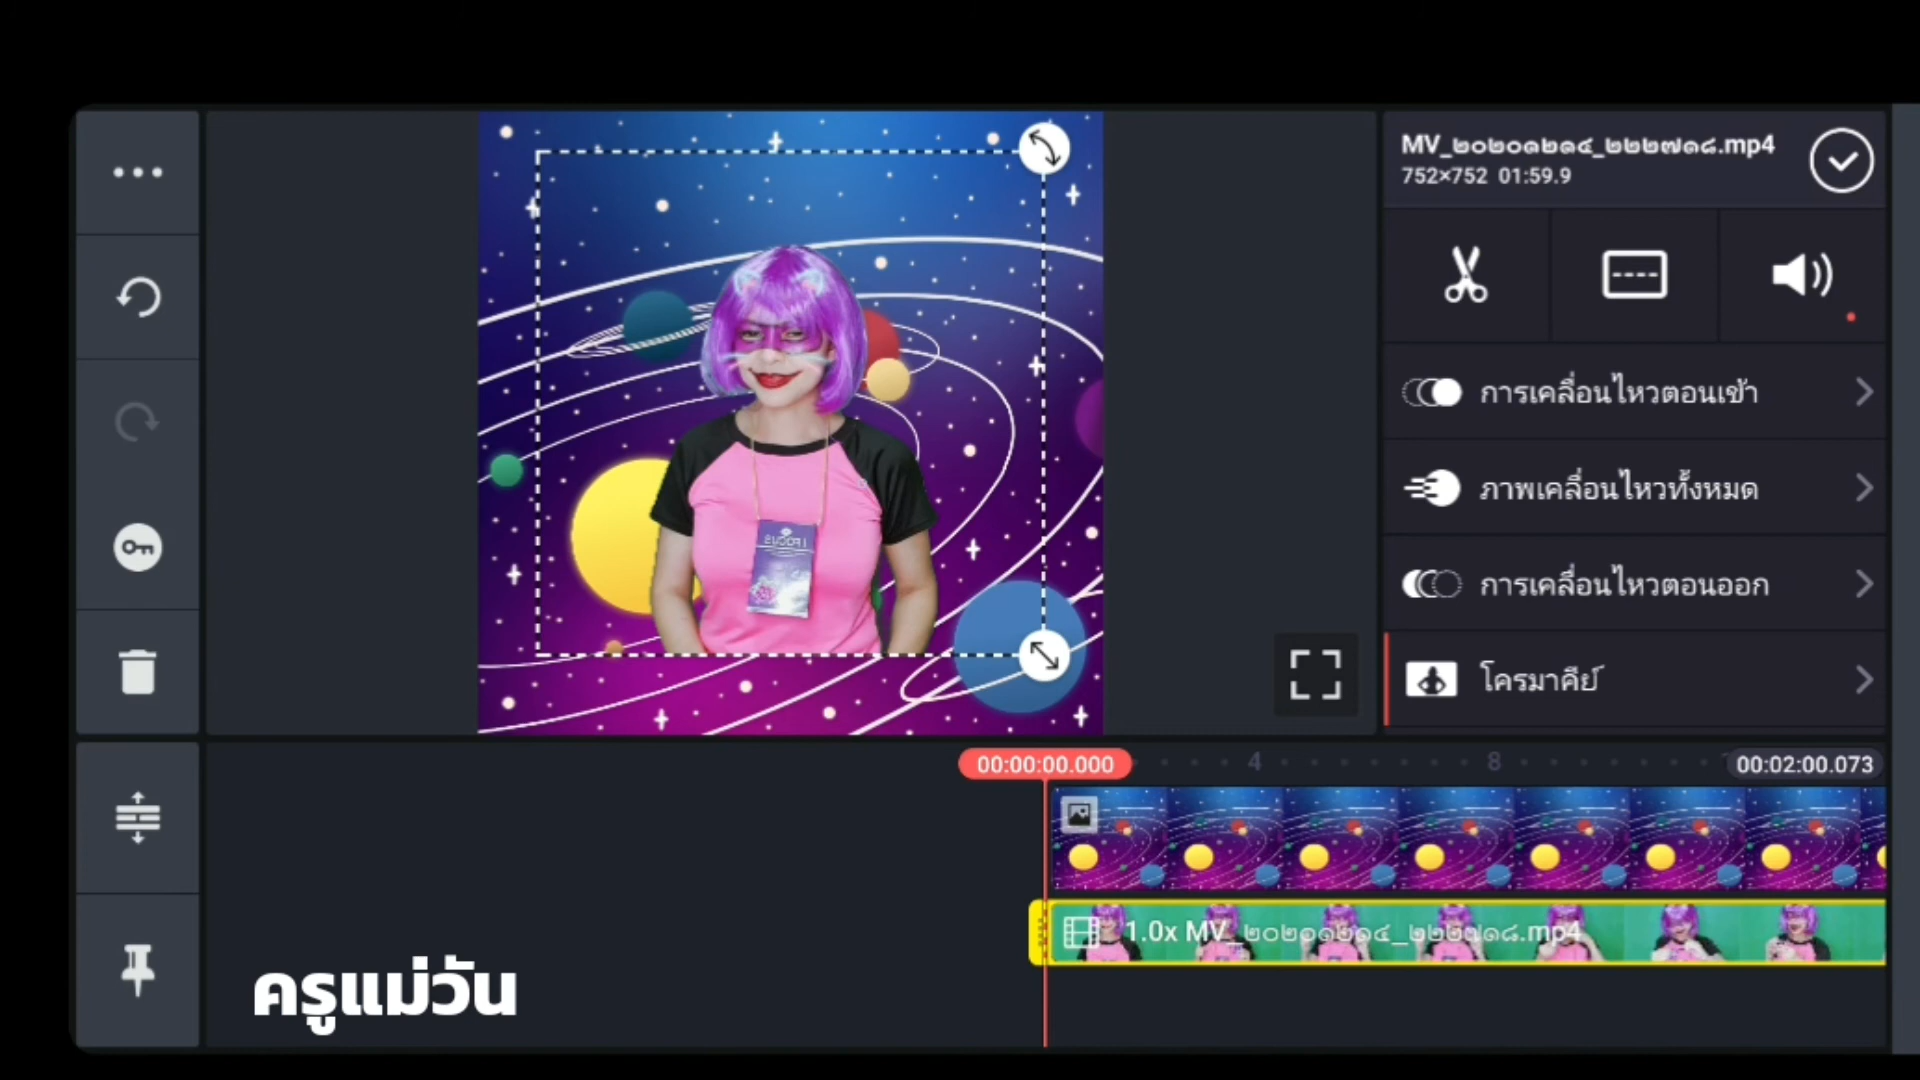 MV_๒๐๒๐๑๒๑๔_๒๒๒๗๑๘.mp4
752×752 01:59.9
การเคลื่อนไหวตอนเข้า
ภาพเคลื่อนไหวทั้งหมด
การเคลื่อนไหวตอนออก
โครมาคีย์
00:00:00.000
4
8
00:02:00.073
1.0x MV_๒๐๒๐๑๒๑๔_๒๒๒๗๑๘.mp4
ครูแม่วัน